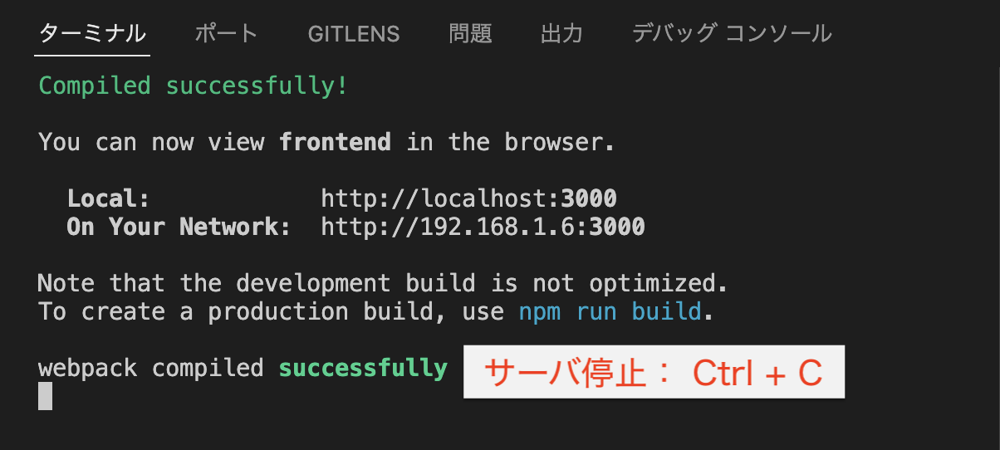 ターミナル ポート GITLENS 問題 出力 デバッグ コンソール
Compiled successfully!
You can now view frontend in the browser.
Local: http://localhost:3000
On Your Network: http://192.168.1.6:3000
Note that the development build is not optimized.
To create a production build, use npm run build.
webpack compiled successfully
サーバ停止： Ctrl + C